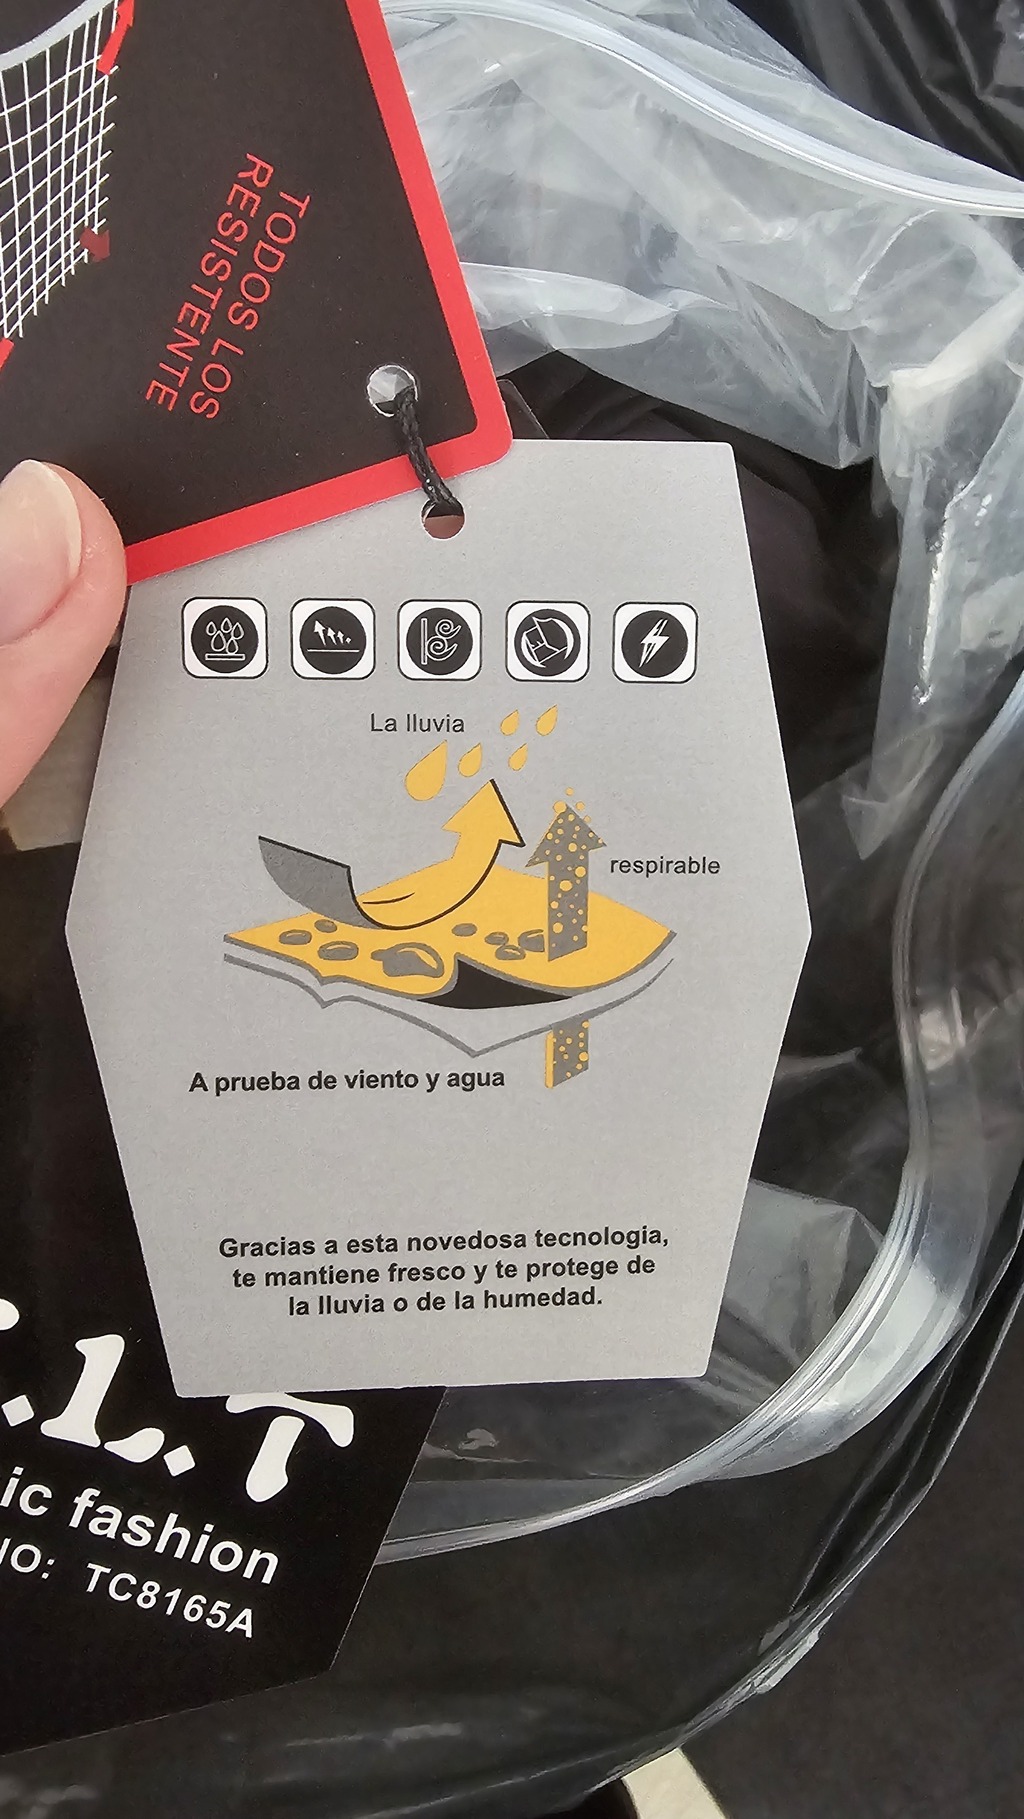 TODOS LOS
RESISTENTE
La lluvia
respirable
A prueba de viento y agua
Gracias a esta novedosa tecnologia,
te mantiene fresco y te protege de
la lluvia o de la humedad.
.L.T
ic fashion
NO: TC8165A